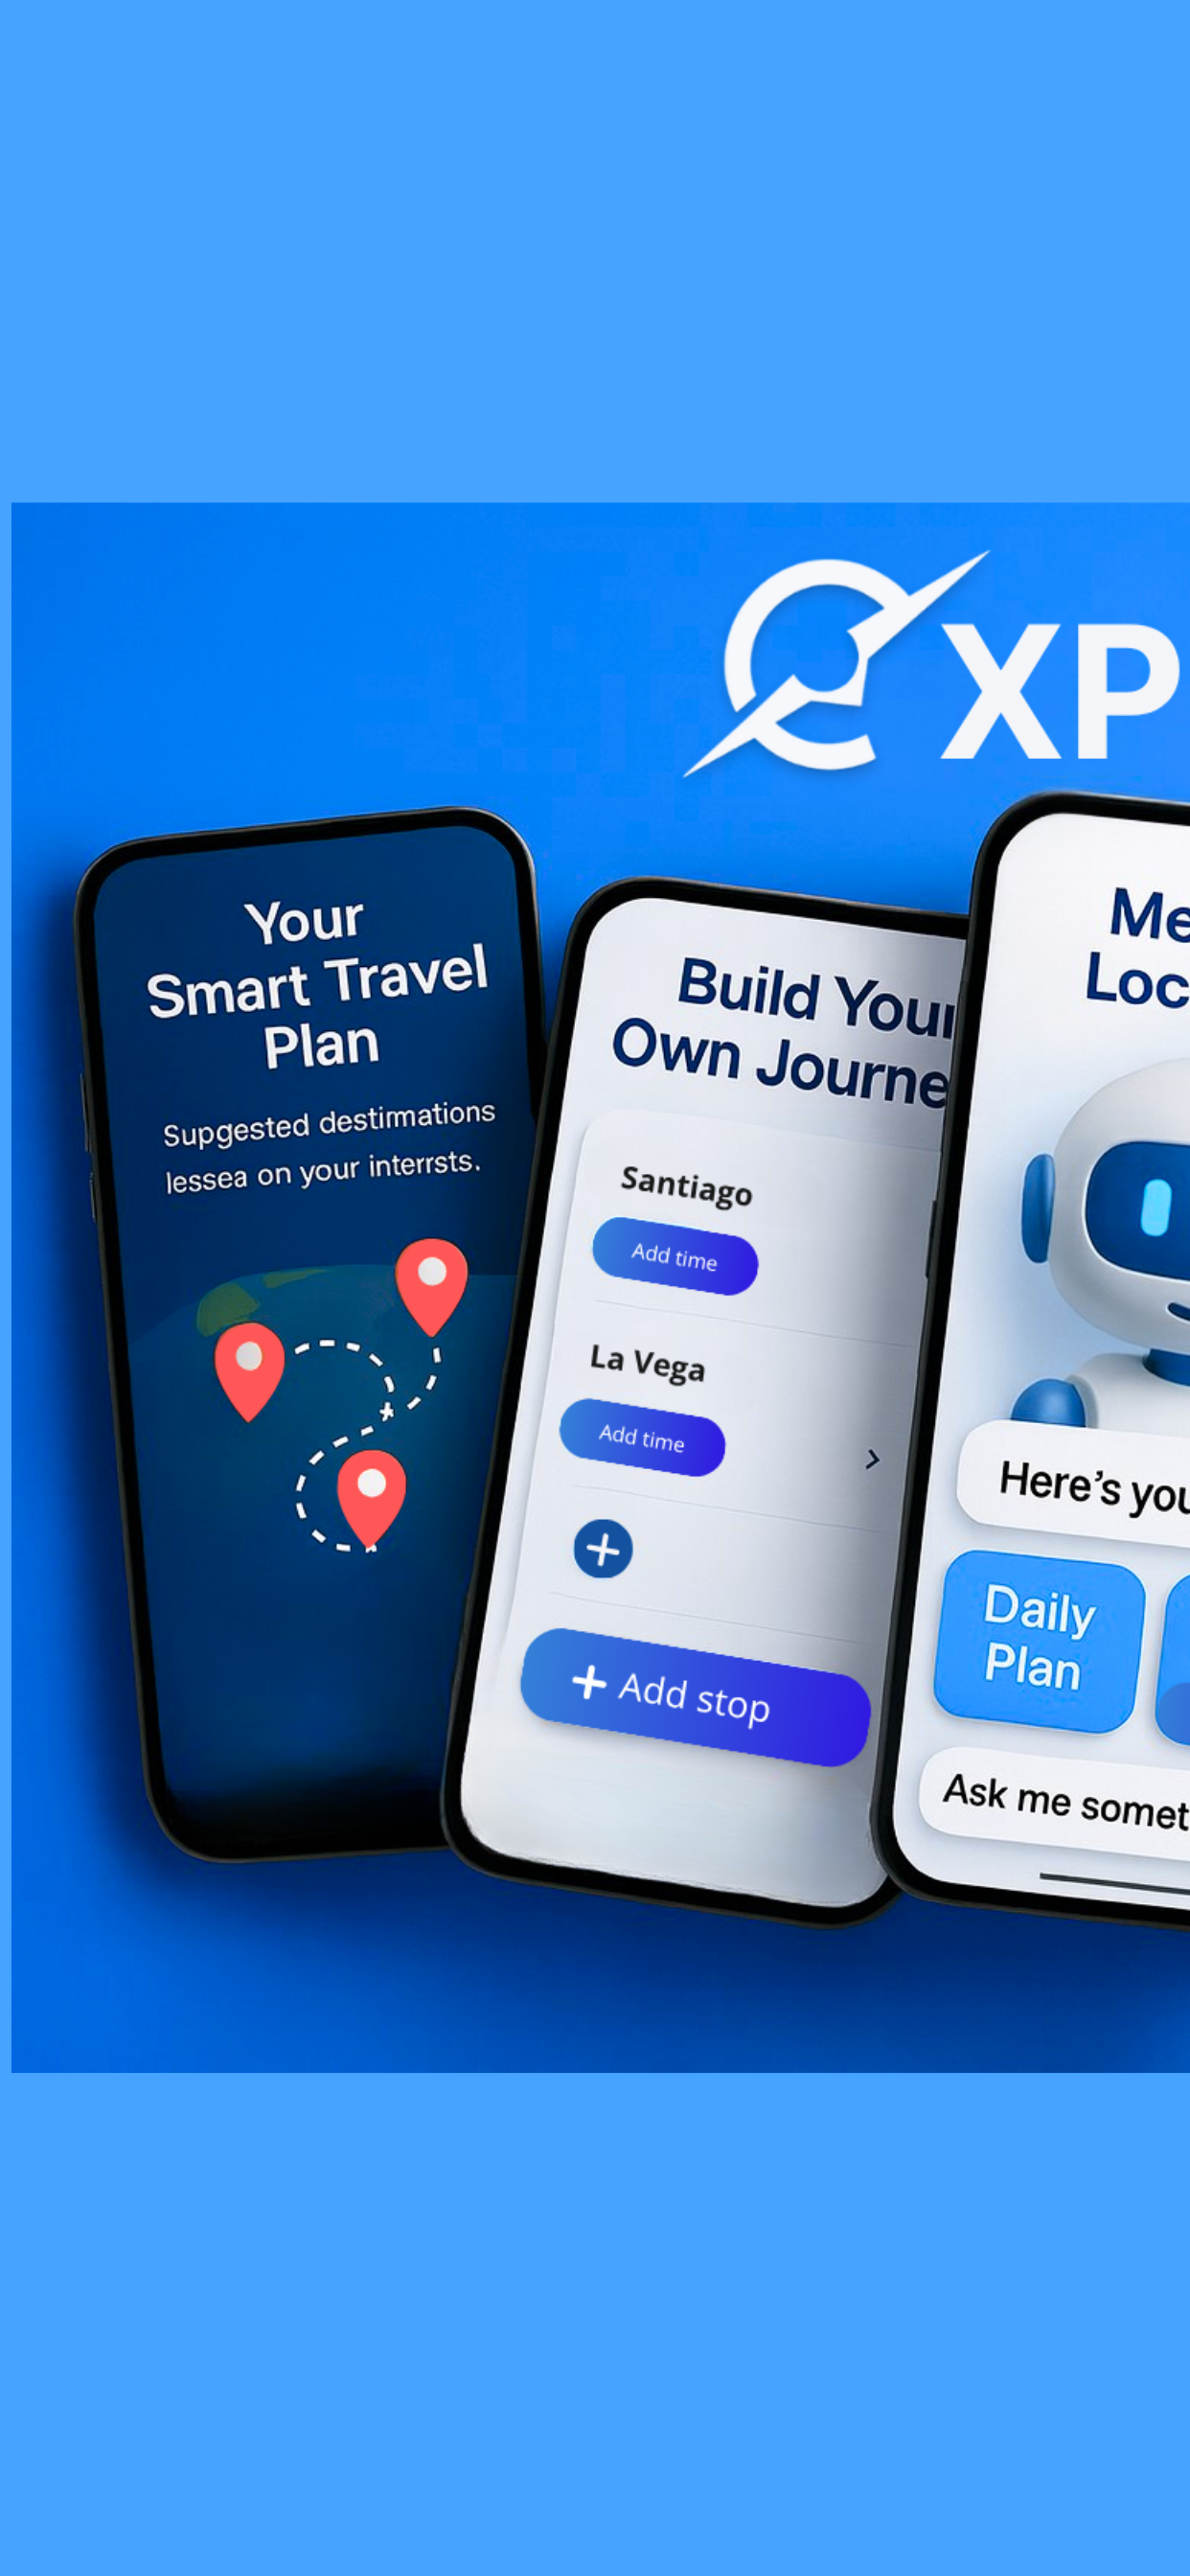 XP
Your
Smart Travel
Plan
Supgested destimations
lessea on your interrsts.
Build Your
Own Journe
Santiago
Add time
La Vega
Add time
+ Add stop
Me
Loc
Here's you
Daily
Plan
Ask me somet